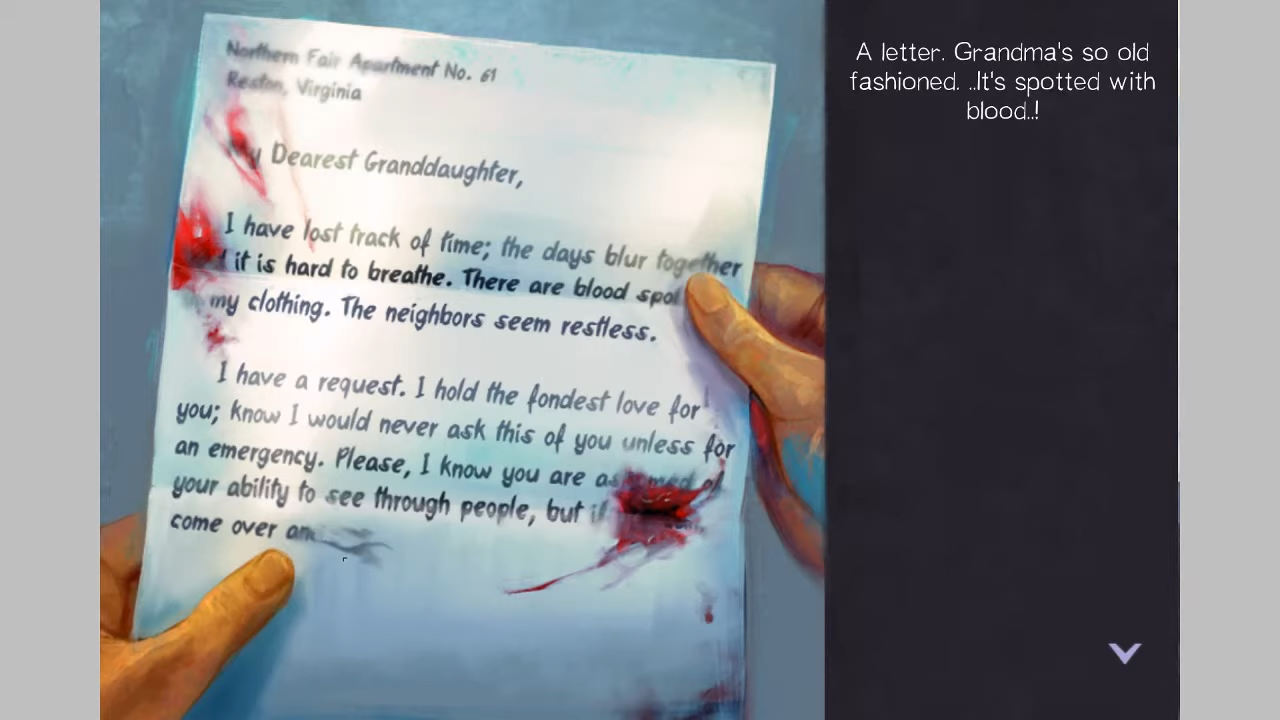 Northern Fair Apartment No. 61
Reston, Virginia
Dearest Granddaughter,
I have lost track of time; the days blur together
it is hard to breathe. There are blood
my clothing. The neighbors seem restless.
I have a request. I hold the fondest love for
you; know I would never ask this of you unless for
an emergency. Please, I know you are
your ability to see through people, but
come over
A letter. Grandma's so old
fashioned. ..It's spotted with
blood..!